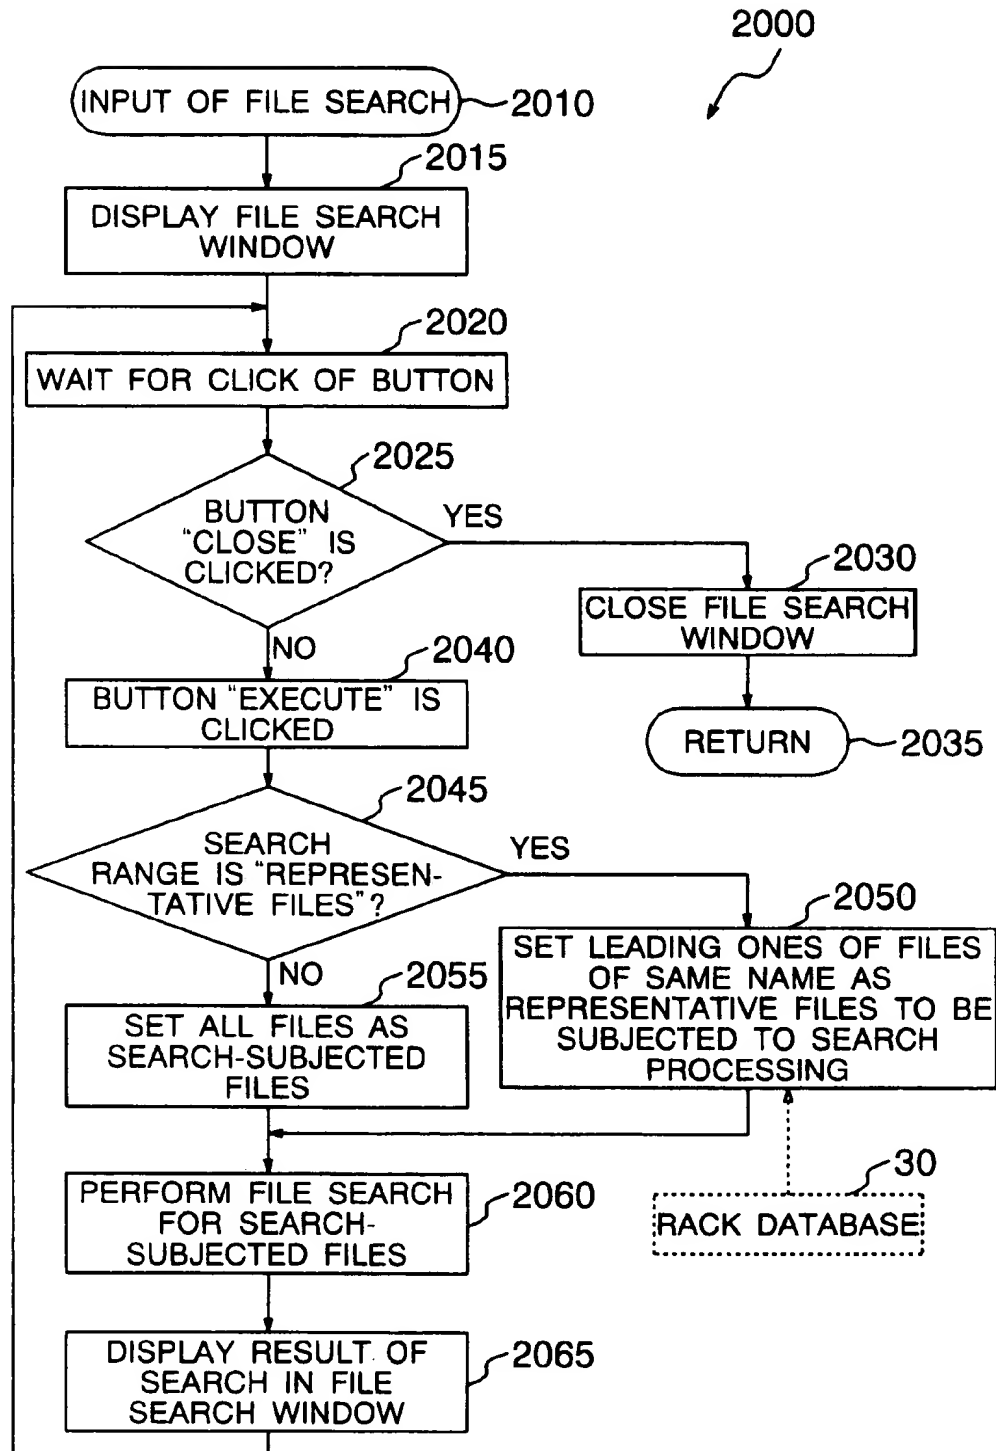 2000
INPUT OF FILE SEARCH
2010
2015
DISPLAY FILE SEARCH
WINDOW
2020
WAIT FOR CLICK OF BUTTON
2025
BUTTON
"CLOSE" IS
CLICKED?
YES
2030
CLOSE FILE SEARCH
WINDOW
NO
2040
BUTTON "EXECUTE" IS
CLICKED
RETURN
2035
2045
SEARCH
RANGE IS "REPRESEN-
TATIVE FILES"?
YES
2050
SET LEADING ONES OF FILES
OF SAME NAME AS
REPRESENTATIVE FILES TO BE
SUBJECTED TO SEARCH
PROCESSING
NO
2055
SET ALL FILES AS
SEARCH-SUBJECTED
FILES
30
RACK DATABASE
PERFORM FILE SEARCH
FOR SEARCH-
SUBJECTED FILES
2060
DISPLAY RESULT OF
SEARCH IN FILE
SEARCH WINDOW
2065